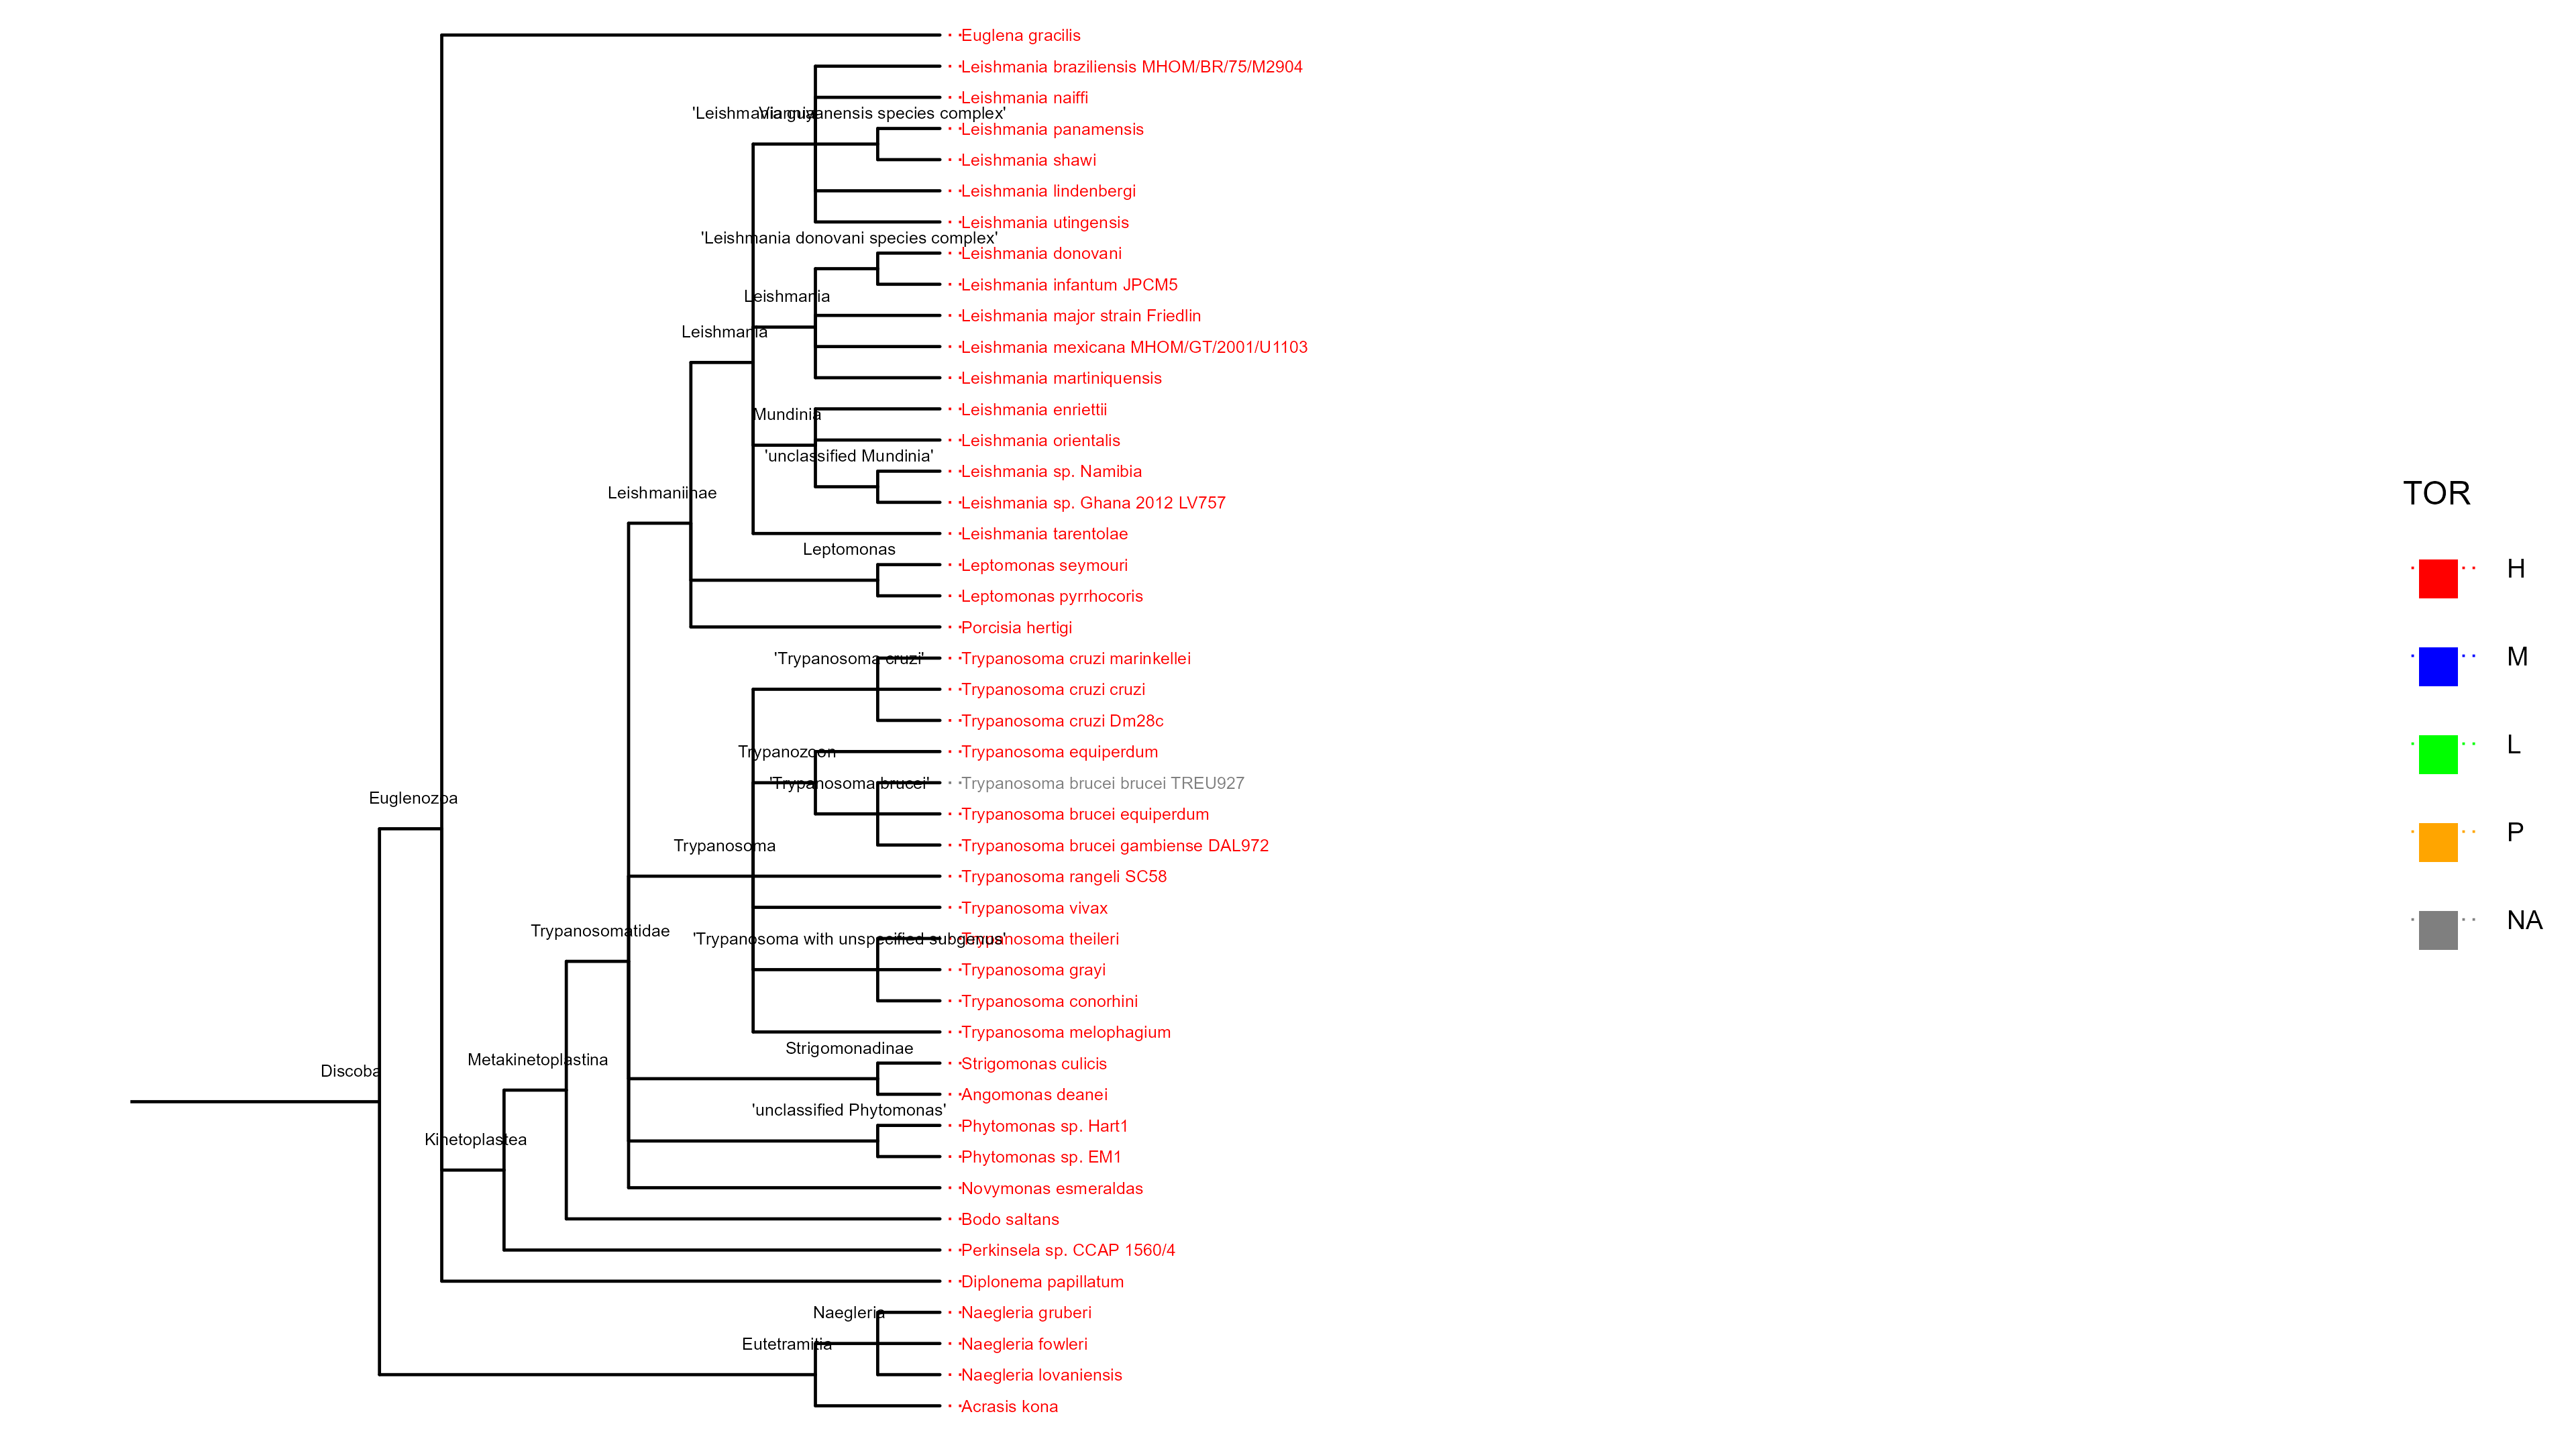 Euglena gracilis
Leishmania braziliensis MHOM/BR/75/M2904
Leishmania naiffi
'Leishmania guyanensis species complex'
Viannia
Leishmania panamensis
Leishmania shawi
Leishmania lindenbergi
Leishmania utingensis
'Leishmania donovani species complex'
Leishmania donovani
Leishmania infantum JPCM5
Leishmania
Leishmania major strain Friedlin
Leishmania
Leishmania mexicana MHOM/GT/2001/U1103
Leishmania martiniquensis
Mundinia
Leishmania enriettii
Leishmania orientalis
'unclassified Mundinia'
Leishmania sp. Namibia
Leishmaniinae
Leishmania sp. Ghana 2012 LV757
Leishmania tarentolae
Leptomonas
Leptomonas seymouri
Leptomonas pyrrhocoris
Porcisia hertigi
'Trypanosoma cruzi'
Trypanosoma cruzi marinkellei
Trypanosoma cruzi cruzi
Trypanosoma cruzi Dm28c
Trypanozoon
Trypanosoma equiperdum
'Trypanosoma brucei'
Trypanosoma brucei brucei TREU927
Euglenozoa
Trypanosoma brucei equiperdum
Trypanosoma
Trypanosoma brucei gambiense DAL972
Trypanosoma rangeli SC58
Trypanosoma vivax
Trypanosomatidae
'Trypanosoma with unspecified subgenus'
Trypanosoma theileri
Trypanosoma grayi
Trypanosoma conorhini
Trypanosoma melophagium
Strigomonadinae
Metakinetoplastina
Strigomonas culicis
Discoba
Angomonas deanei
'unclassified Phytomonas'
Phytomonas sp. Hart1
Kinetoplastea
Phytomonas sp. EM1
Novymonas esmeraldas
Bodo saltans
Perkinsela sp. CCAP 1560/4
Diplonema papillatum
Naegleria
Naegleria gruberi
Eutetramitia
Naegleria fowleri
Naegleria lovaniensis
Acrasis kona
TOR
H
M
L
P
NA